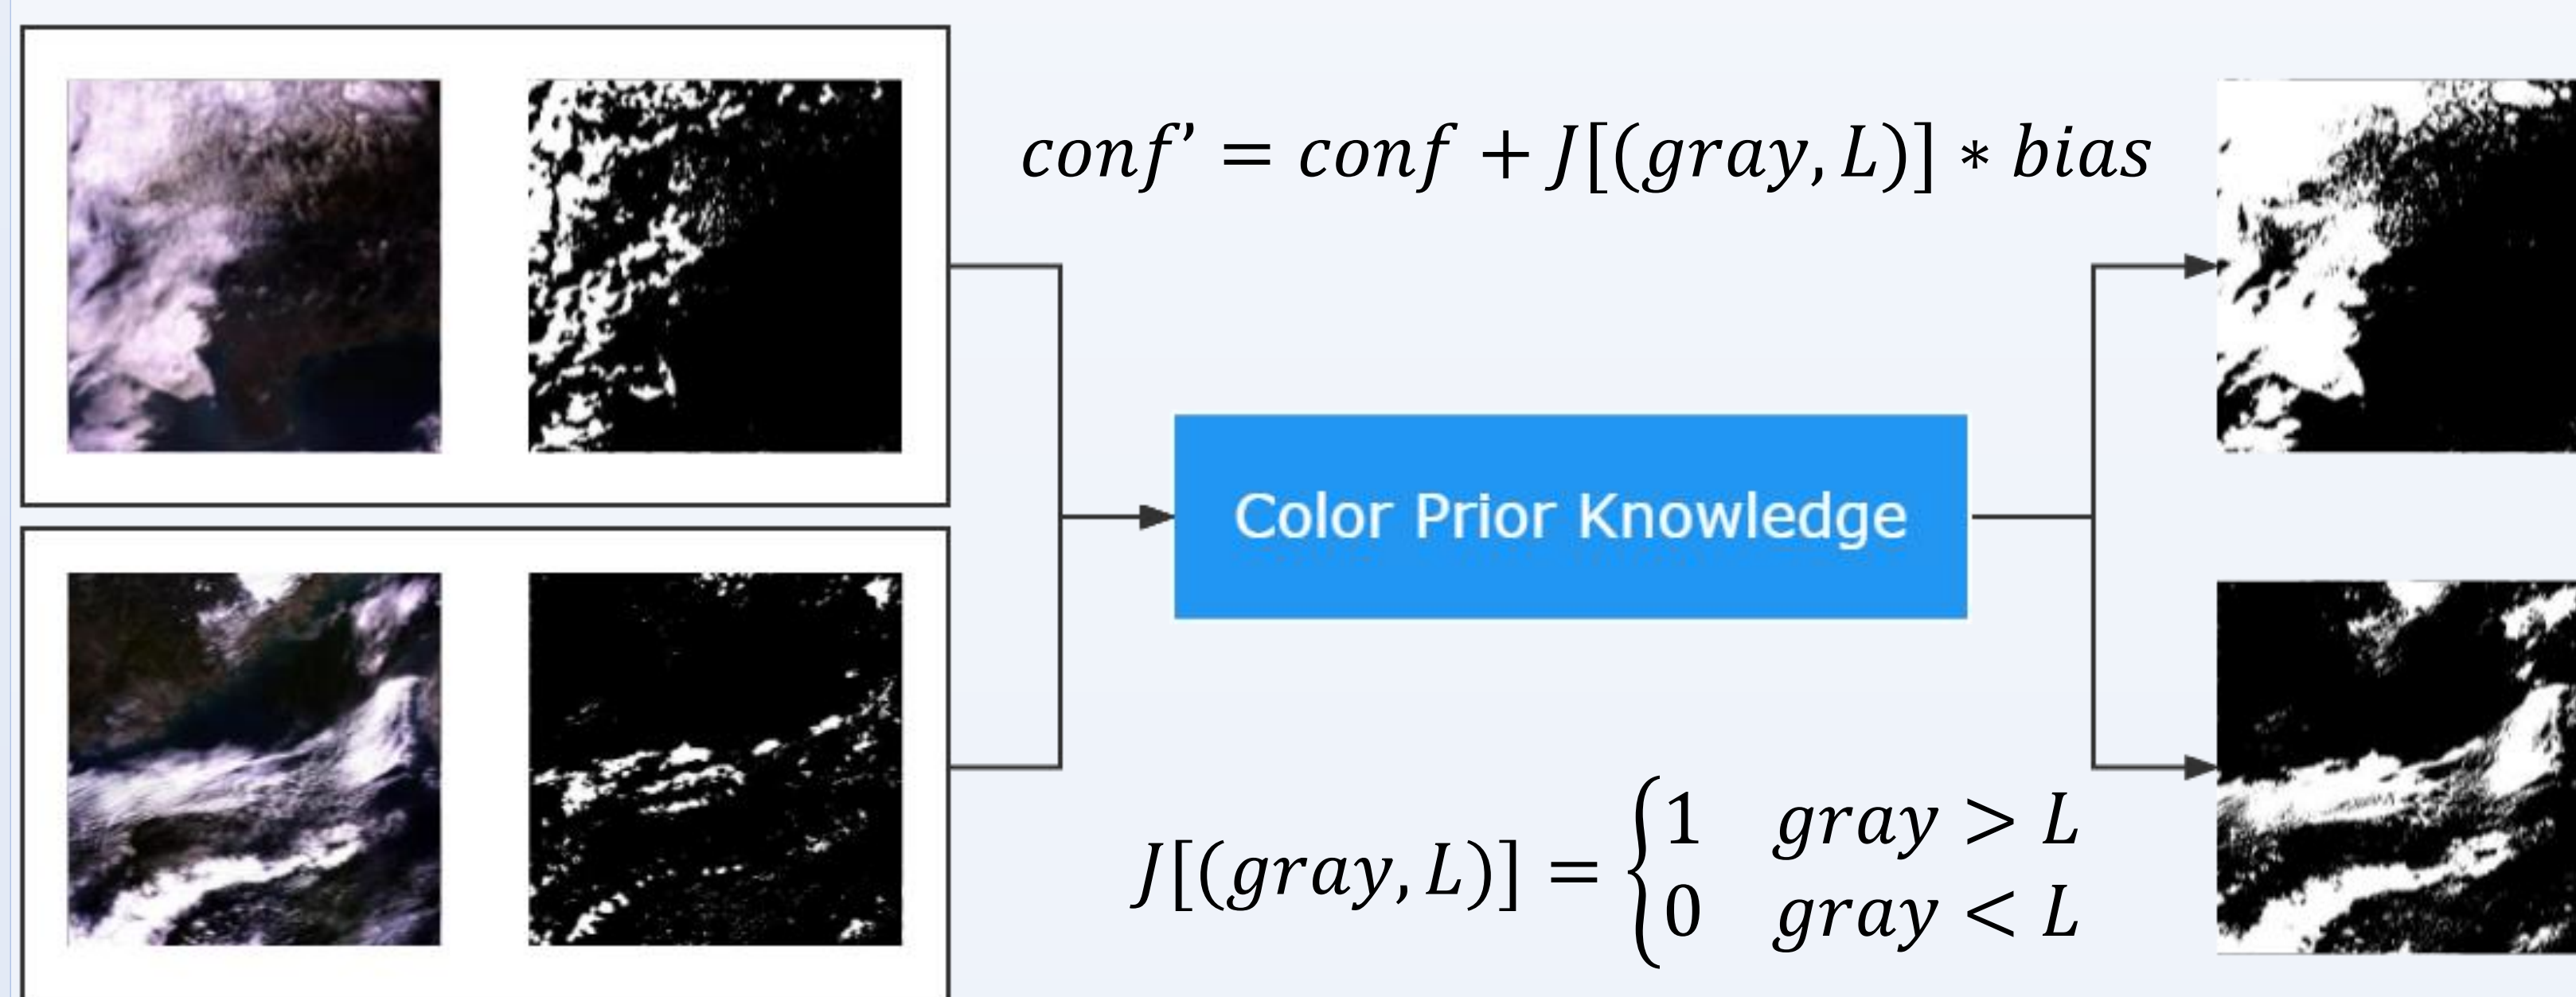 conf’ = conf + J[(gray, L)] ∗ bias
Color Prior Knowledge
J[(gray, L)] = { 1 gray > L
0 gray < L